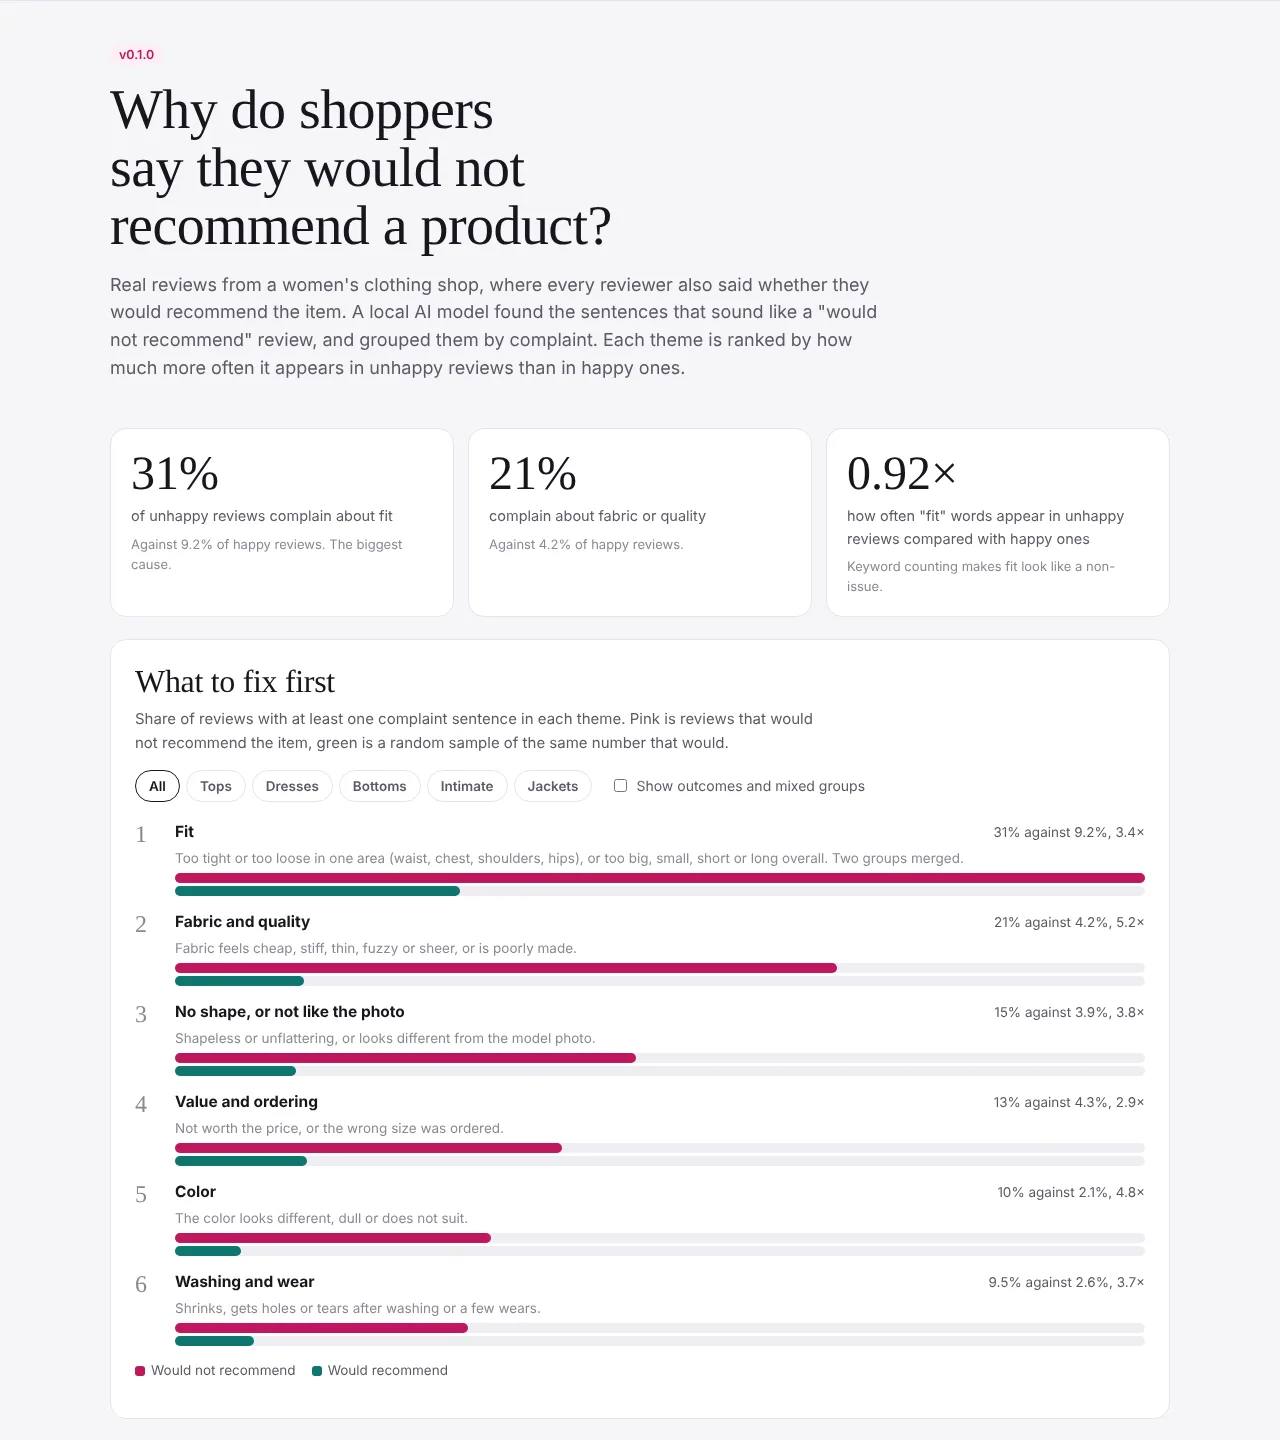 v0.1.0
Why do shoppers
say they would not
recommend a product?
Real reviews from a women's clothing shop, where every reviewer also said whether they
would recommend the item. A local AI model found the sentences that sound like a "would
not recommend" review, and grouped them by complaint. Each theme is ranked by how
much more often it appears in unhappy reviews than in happy ones.
31%
of unhappy reviews complain about fit
Against 9.2% of happy reviews. The biggest
cause.
21%
complain about fabric or quality
Against 4.2% of happy reviews.
0.92×
how often "fit" words appear in unhappy
reviews compared with happy ones
Keyword counting makes fit look like a non-
issue.
What to fix first
Share of reviews with at least one complaint sentence in each theme. Pink is reviews that would
not recommend the item, green is a random sample of the same number that would.
All Tops Dresses Bottoms Intimate Jackets Show outcomes and mixed groups
1 Fit 31% against 9.2%, 3.4×
Too tight or too loose in one area (waist, chest, shoulders, hips), or too big, small, short or long overall. Two groups merged.
2 Fabric and quality 21% against 4.2%, 5.2×
Fabric feels cheap, stiff, thin, fuzzy or sheer, or is poorly made.
3 No shape, or not like the photo 15% against 3.9%, 3.8×
Shapeless or unflattering, or looks different from the model photo.
4 Value and ordering 13% against 4.3%, 2.9×
Not worth the price, or the wrong size was ordered.
5 Color 10% against 2.1%, 4.8×
The color looks different, dull or does not suit.
6 Washing and wear 9.5% against 2.6%, 3.7×
Shrinks, gets holes or tears after washing or a few wears.
Would not recommend Would recommend